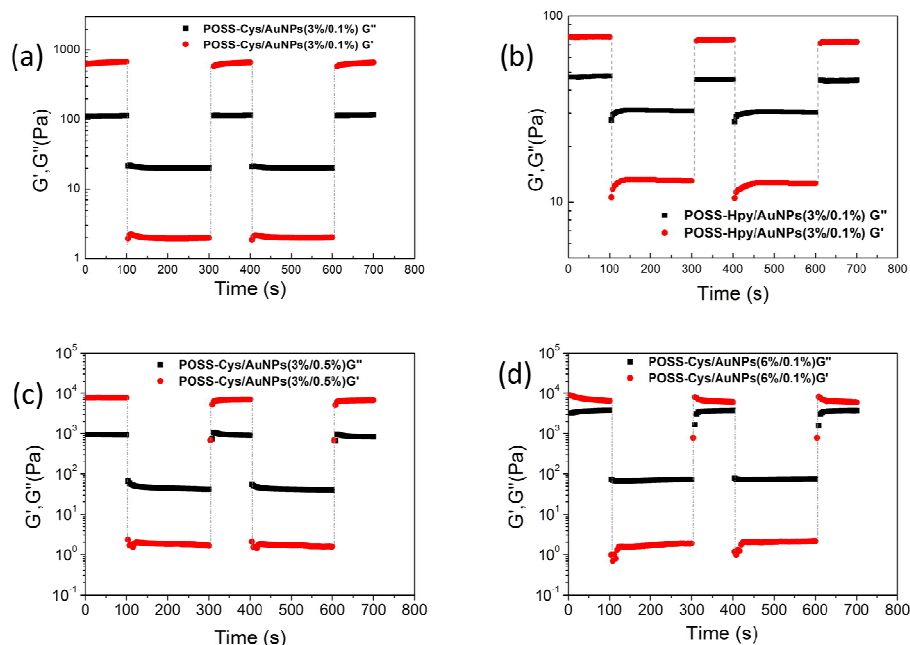 (a)
POSS-Cys/AuNPs(3%/0.1%) G"
POSS-Cys/AuNPs(3%/0.1%) G'
1000
100
10
1
G',G"(Pa)
0 100 200 300 400 500 600 700 800
Time (s)
(b)
100
10
G',G"(Pa)
POSS-Hpy/AuNPs(3%/0.1%) G"
POSS-Hpy/AuNPs(3%/0.1%) G'
0 100 200 300 400 500 600 700 800
Time (s)
(c)
POSS-Cys/AuNPs(3%/0.5%)G"
POSS-Cys/AuNPs(3%/0.5%)G'
10^5
10^4
10^3
10^2
10^1
10^0
10^-1
G',G"(Pa)
0 100 200 300 400 500 600 700 800
Time (s)
(d)
POSS-Cys/AuNPs(6%/0.1%)G"
POSS-Cys/AuNPs(6%/0.1%)G'
10^5
10^4
10^3
10^2
10^1
10^0
10^-1
G',G"(Pa)
0 100 200 300 400 500 600 700 800
Time (s)